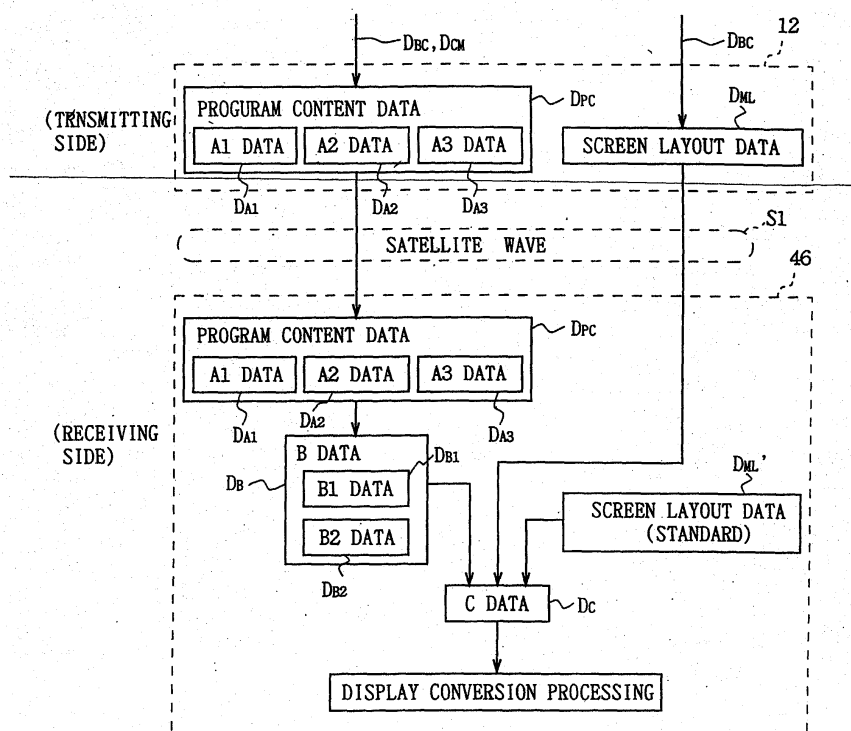 DBC,DCM
DBC
12
PROGURAM CONTENT DATA
DPC
DML
(TRNSMITTING
SIDE)
A1 DATA
A2 DATA
A3 DATA
SCREEN LAYOUT DATA
DA1
DA2
DA3
S1
SATELLITE WAVE
46
PROGRAM CONTENT DATA
DPC
A1 DATA
A2 DATA
A3 DATA
DA1
DA2
DA3
(RECEIVING
SIDE)
B DATA
DB1
DB
B1 DATA
DML'
SCREEN LAYOUT DATA
(STANDARD)
B2 DATA
DB2
C DATA
DC
DISPLAY CONVERSION PROCESSING